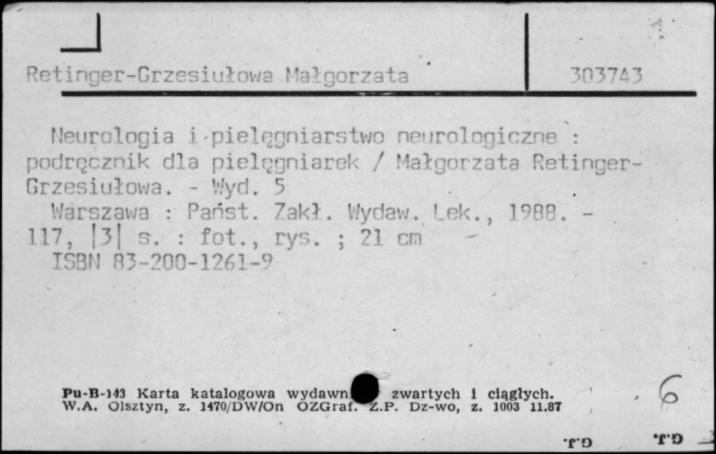 Retinger-Grzesiułowa Małgorzata 303743
Neurologia i pielęgniarstwo neurologiczne :
podręcznik dla pielęgniarek / Małgorzata Retinger-
Grzesiułowa. - Wyd. 5
Warszawa : Państ. Zakł. Wydaw. Lek., 1988. -
117, |3| s. : fot., rys. ; 21 cm
ISBN 83-200-1261-9
Pu-B-143 Karta katalogowa wydawn zwartych i ciągłych.
W.A. Olsztyn, z. 1470/DW/On OZGraf. Z.P. Dz-wo, z. 1003 11.87
6
G.J. G.J.